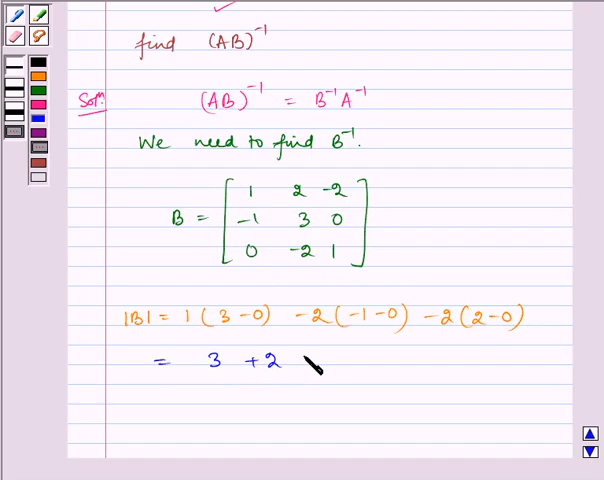 find (AB)⁻¹
Solⁿ.
(AB)⁻¹ = B⁻¹A⁻¹
We need to find B⁻¹.
B = [ 1 2 -2
-1 3 0
0 -2 1 ]
|B| = 1 ( 3 - 0 ) - 2 ( -1 - 0 ) - 2 ( 2 - 0 )
= 3 + 2